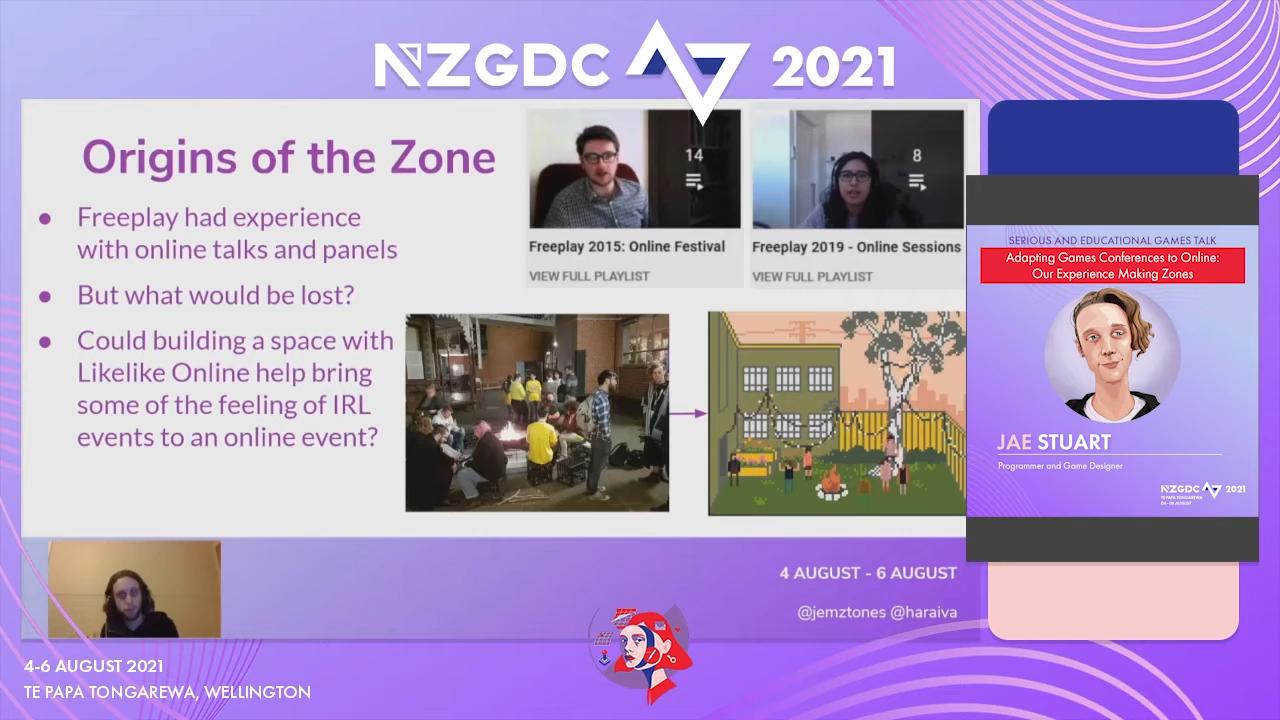 NZGDC 2021
Origins of the Zone
● Freeplay had experience
with online talks and panels
● But what would be lost?
● Could building a space with
Likelike Online help bring
some of the feeling of IRL
events to an online event?
14
Freeplay 2015: Online Festival
VIEW FULL PLAYLIST
8
Freeplay 2019 - Online Sessions
VIEW FULL PLAYLIST
SERIOUS AND EDUCATIONAL GAMES TALK
Adapting Games Conferences to Online:
Our Experience Making Zones
JAE STUART
Programmer and Game Designer
NZGDC 2021
TE PAPA TONGAREWA
4 AUGUST - 6 AUGUST
@jemztones @haraiva
4-6 AUGUST 2021
TE PAPA TONGAREWA, WELLINGTON